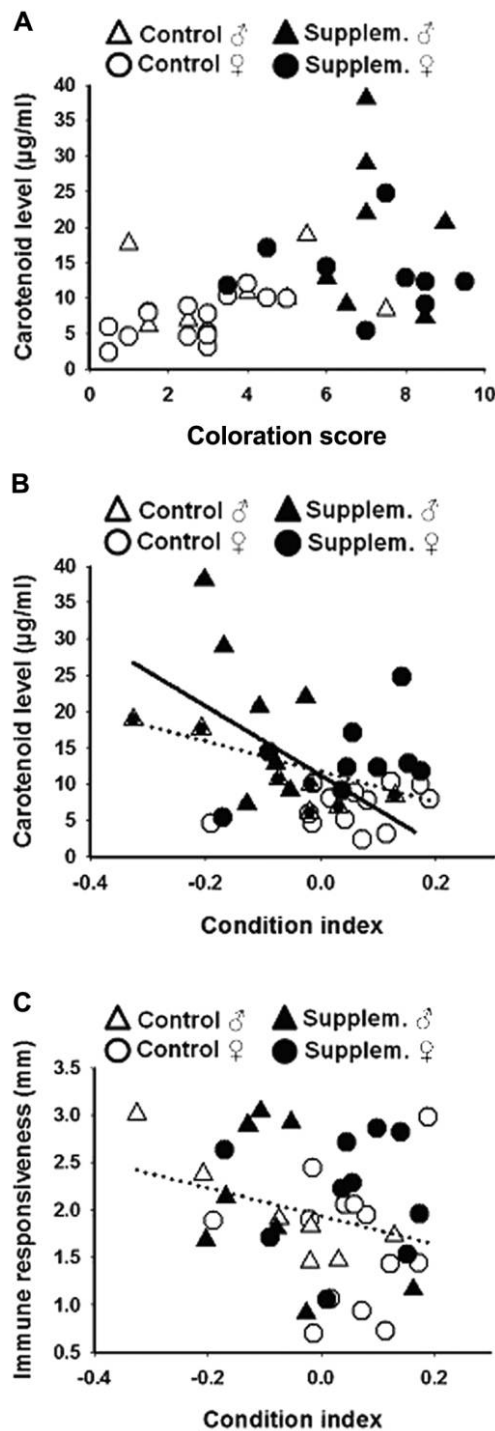 A
△ Control ♂ ▲ Supplem. ♂
○ Control ♀ ● Supplem. ♀
Carotenoid level (µg/ml)
40
35
30
25
20
15
10
5
0
0 2 4 6 8 10
Coloration score
B
△ Control ♂ ▲ Supplem. ♂
○ Control ♀ ● Supplem. ♀
Carotenoid level (µg/ml)
40
35
30
25
20
15
10
5
0
-0.4 -0.2 0.0 0.2
Condition index
C
△ Control ♂ ▲ Supplem. ♂
○ Control ♀ ● Supplem. ♀
Immune responsiveness (mm)
3.5
3.0
2.5
2.0
1.5
1.0
0.5
-0.4 -0.2 0.0 0.2
Condition index